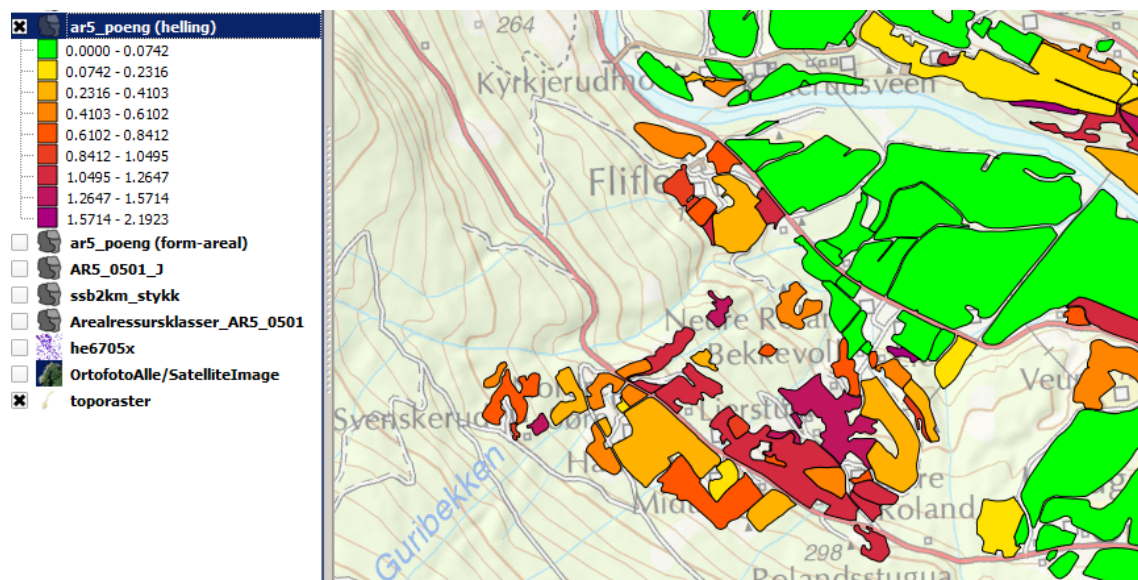 ar5_poeng (helling)
0.0000 - 0.0742
0.0742 - 0.2316
0.2316 - 0.4103
0.4103 - 0.6102
0.6102 - 0.8412
0.8412 - 1.0495
1.0495 - 1.2647
1.2647 - 1.5714
1.5714 - 2.1923
ar5_poeng (form-areal)
AR5_0501_J
ssb2km_stykk
Arealressursklasser_AR5_0501
he6705x
OrtofotoAlle/SatelliteImage
toporaster
264
Kyrkjerudmo
Flifle
Nedre Roland
Bekkevoll
Svenskerud
Guribekken
Roland
298
Rolandsstugua